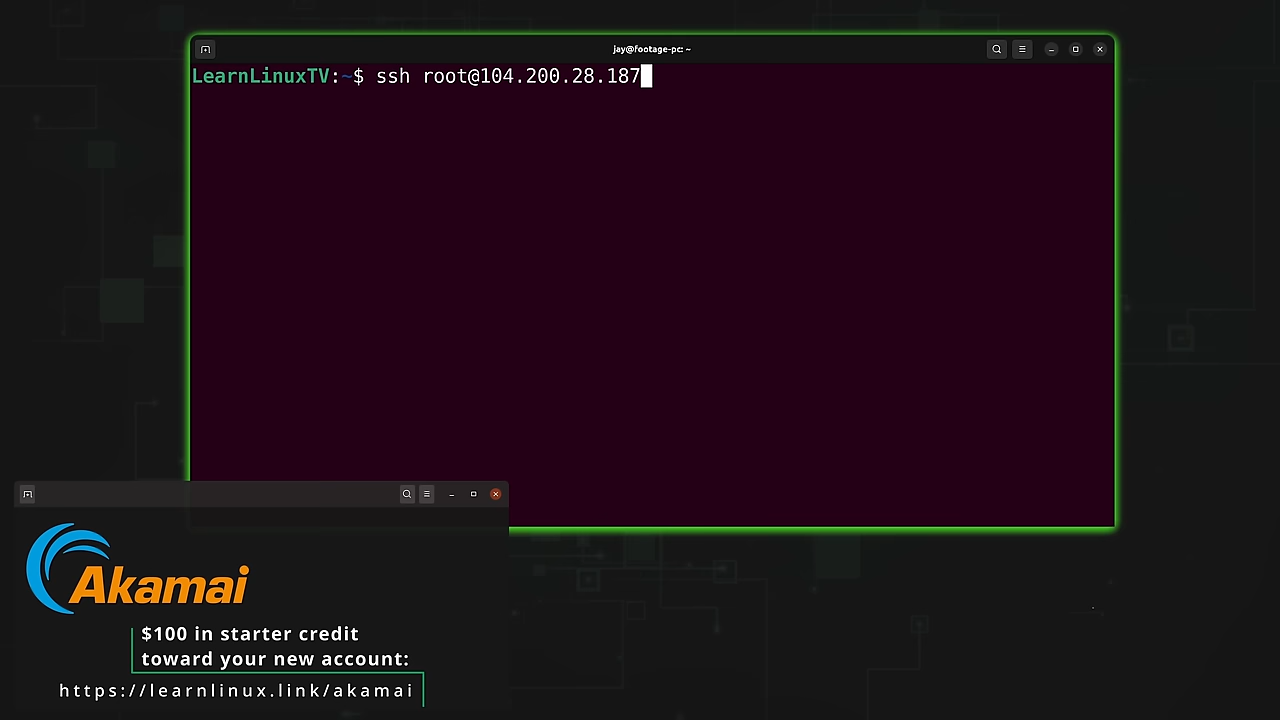 jay@footage-pc: ~
LearnLinuxTV:~$ ssh root@104.200.28.187
Akamai
$100 in starter credit
toward your new account:
https://learnlinux.link/akamai